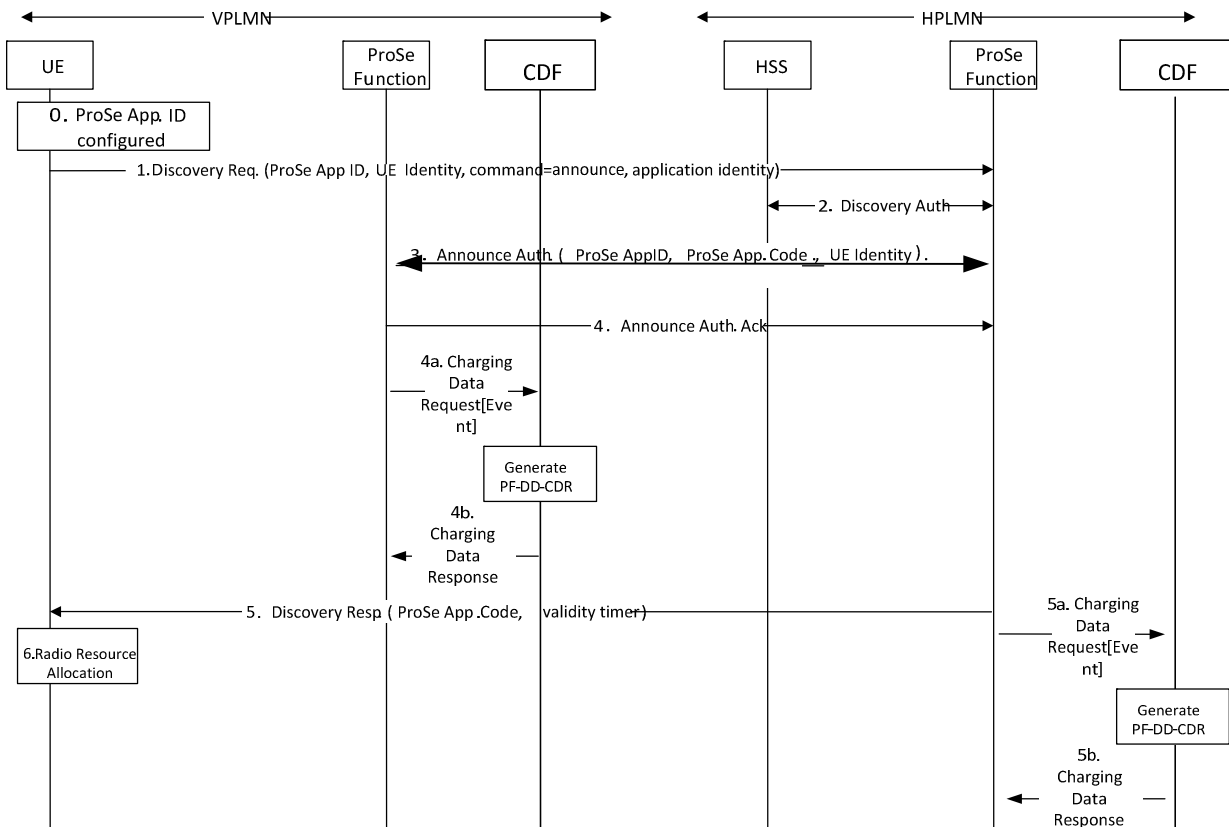 VPLMN
HPLMN
UE
ProSe
Function
CDF
HSS
ProSe
Function
CDF
0. ProSe App. ID
configured
1.Discovery Req. (ProSe App ID, UE Identity, command=announce, application identity)
2. Discovery Auth
3. Announce Auth. ( ProSe AppID, ProSe App.Code ., UE Identity ).
4. Announce Auth. Ack
4a. Charging
Data
Request[Eve
nt]
Generate
PF-DD-CDR
4b.
Charging
Data
Response
5. Discovery Resp. ( ProSe App.Code, validity timer)
5a. Charging
Data
Request[Eve
nt]
6.Radio Resource
Allocation
Generate
PF-DD-CDR
5b.
Charging
Data
Response